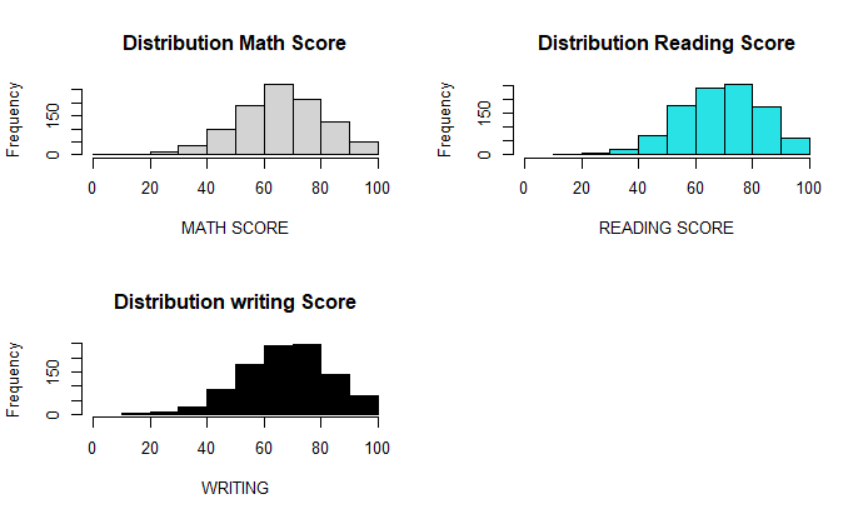 Distribution Math Score
Frequency
0 150
0 20 40 60 80 100
MATH SCORE
Distribution Reading Score
Frequency
0 150
0 20 40 60 80 100
READING SCORE
Distribution writing Score
Frequency
0 150
0 20 40 60 80 100
WRITING